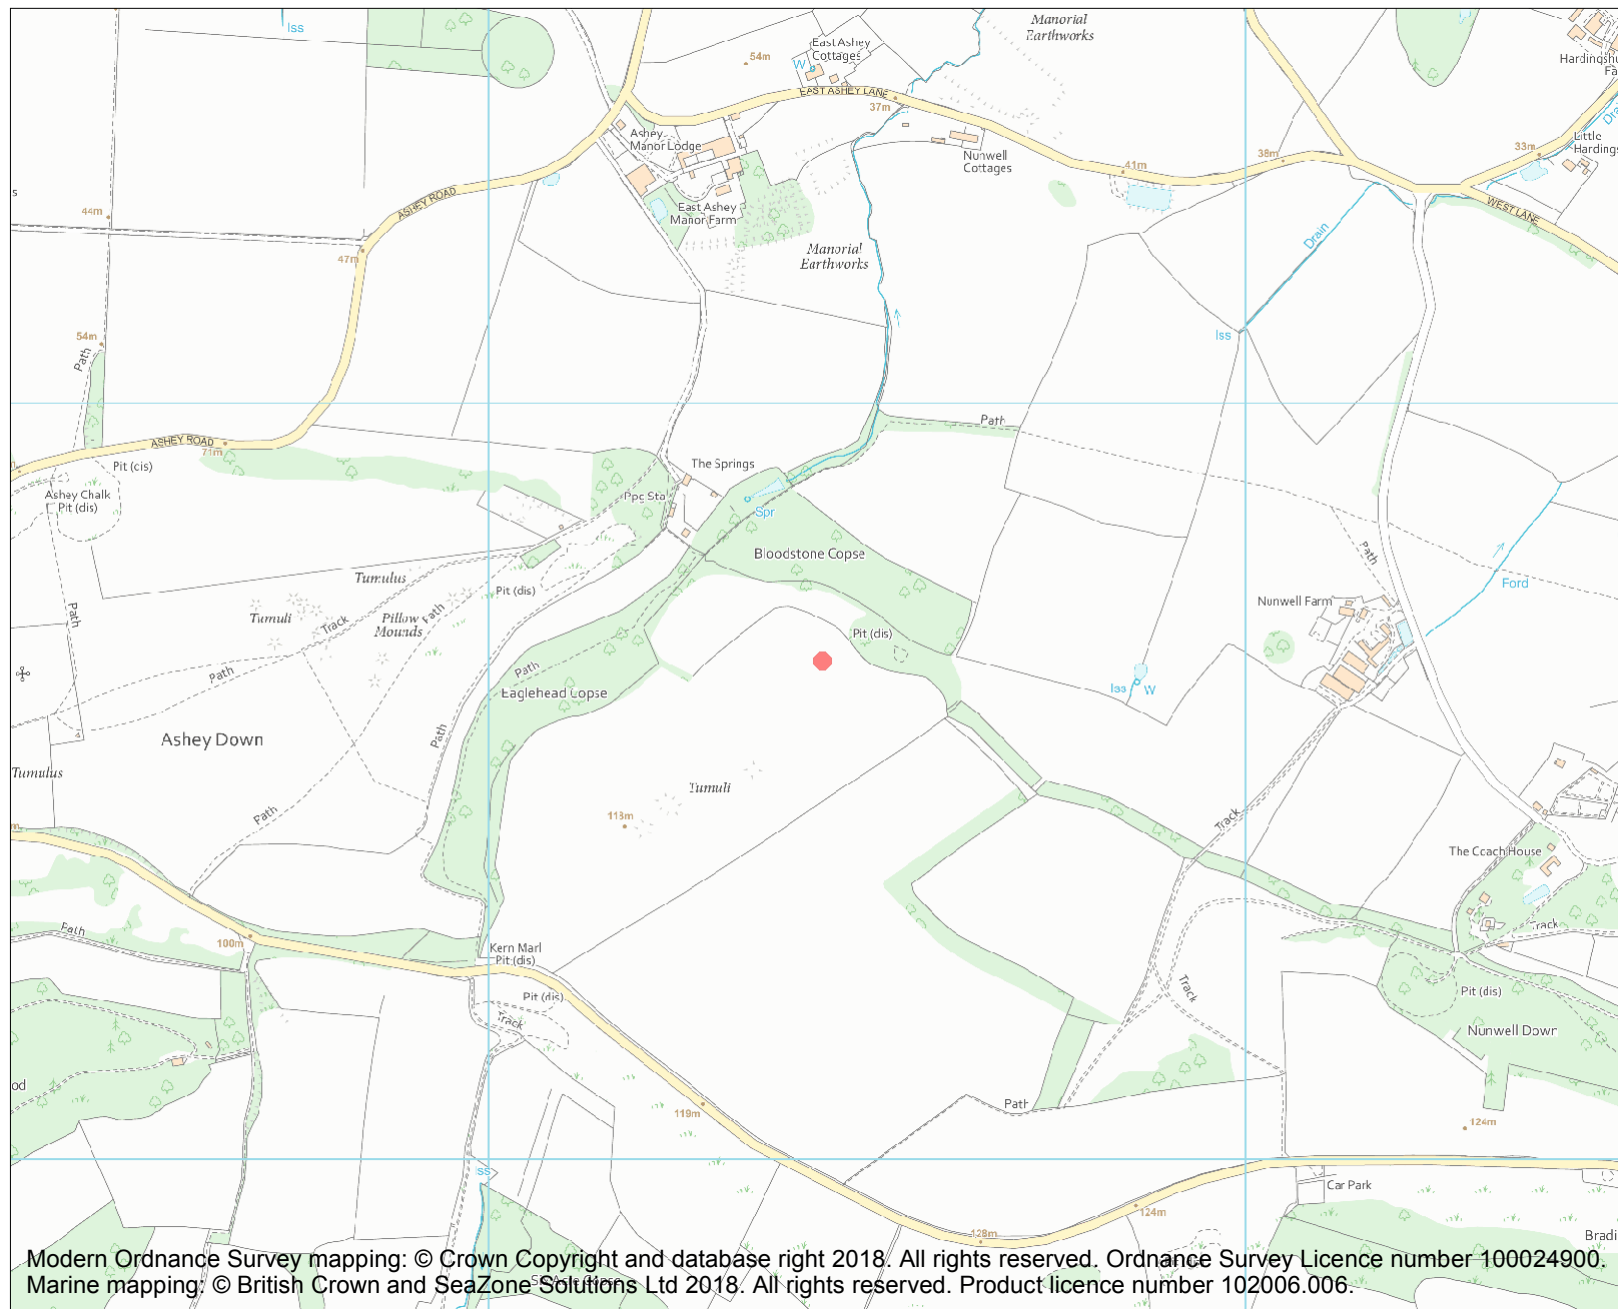 Iss
54m
East Ashey
Cottages
W
EAST ASHEY LANE
37m
Manorial
Earthworks
Ashey
Manor Lodge
Nunwell
Cottages
41m
38m
33m
Little
WEST LANE
ASHEY ROAD
44m
47m
East Ashey
Manor Farm
Manorial
Earthworks
Drain
Iss
54m
Path
ASHEY ROAD
71m
Pit (dis)
Ashey Chalk
Pit (dis)
The Springs
Ppg Sta
Spr
Path
Bloodstone Copse
Path
Ford
Nunwell Farm
Tumulus
Tumuli
Track
Pillow
Mounds
Path
Pit (dis)
Path
Path
Pit (dis)
Path
Eaglehead Copse
Iss
W
Path
Ashey Down
Tumulus
Tumuli
113m
Path
Track
The Coach House
Track
Path
100m
Kern Marl
Pit (dis)
Pit (dis)
Track
Track
Pit (dis)
Nunwell Down
119m
Path
124m
Iss
Car Park
124m
128m
Modern Ordnance Survey mapping: © Crown Copyright and database right 2018. All rights reserved. Ordnance Survey Licence number 100024900.
Marine mapping: © British Crown and SeaZone Solutions Ltd 2018. All rights reserved. Product licence number 102006.006.